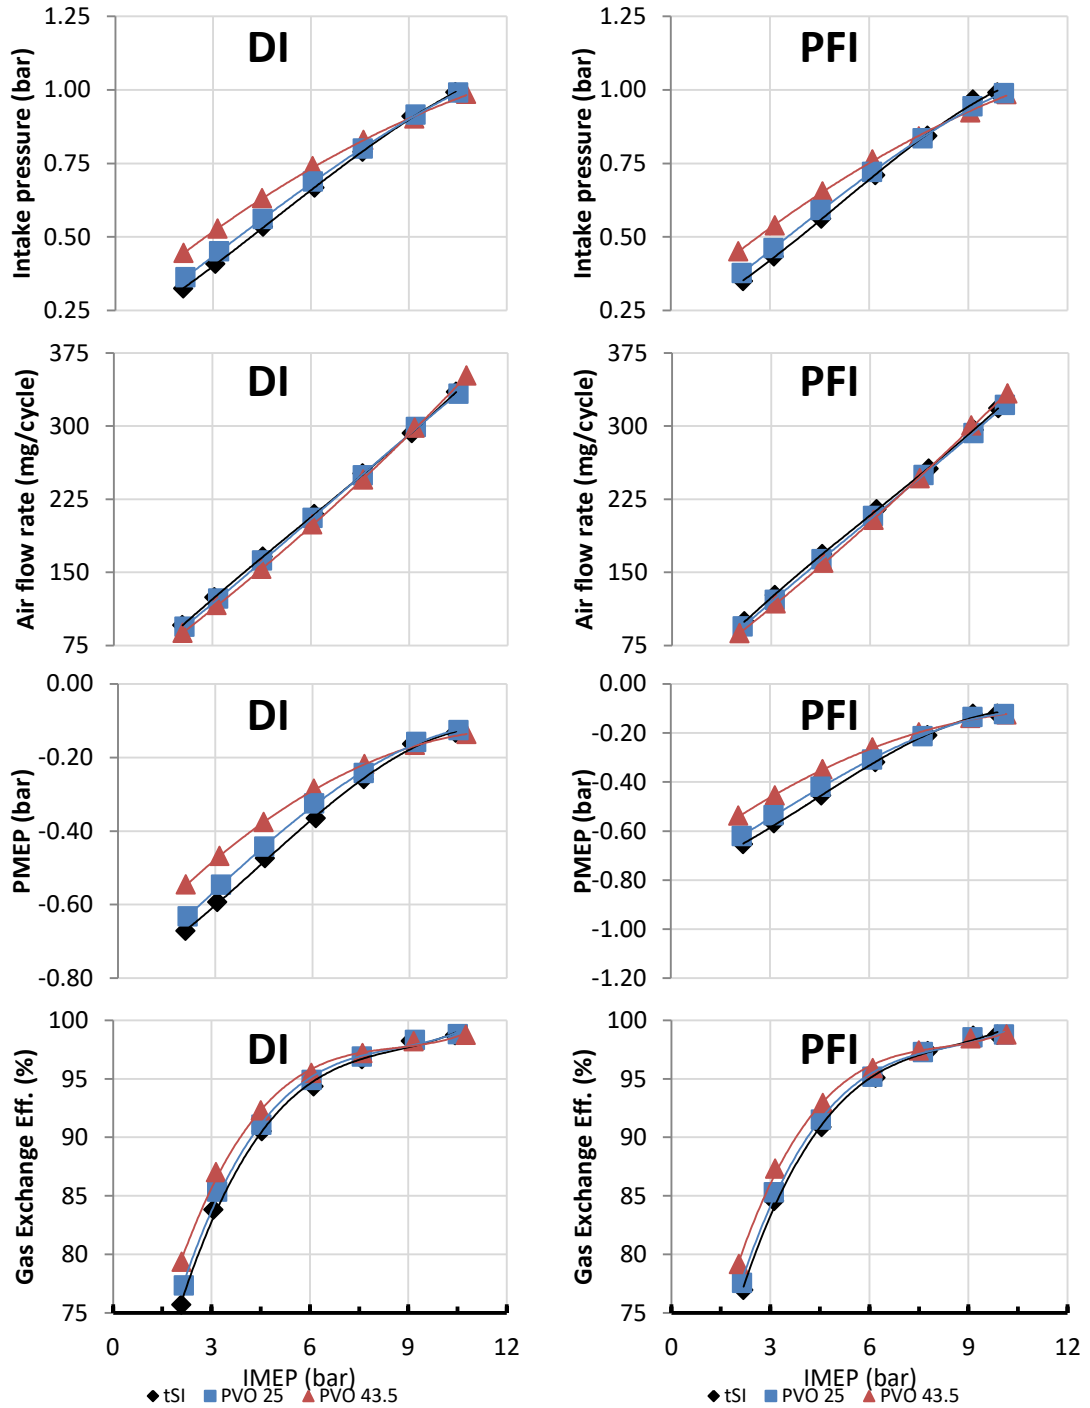 DI
Intake pressure (bar)
1.25
1.00
0.75
0.50
0.25
PFI
Intake pressure (bar)
1.25
1.00
0.75
0.50
0.25
DI
Air flow rate (mg/cycle)
375
300
225
150
75
PFI
Air flow rate (mg/cycle)
375
300
225
150
75
DI
PMEP (bar)
0.00
-0.20
-0.40
-0.60
-0.80
PFI
PMEP (bar)
0.00
-0.20
-0.40
-0.60
-0.80
-1.00
-1.20
DI
Gas Exchange Eff. (%)
100
95
90
85
80
75
0 3 6 9 12
IMEP (bar)
tSI PVO 25 PVO 43.5
PFI
Gas Exchange Eff. (%)
100
95
90
85
80
75
0 3 6 9 12
IMEP (bar)
tSI PVO 25 PVO 43.5